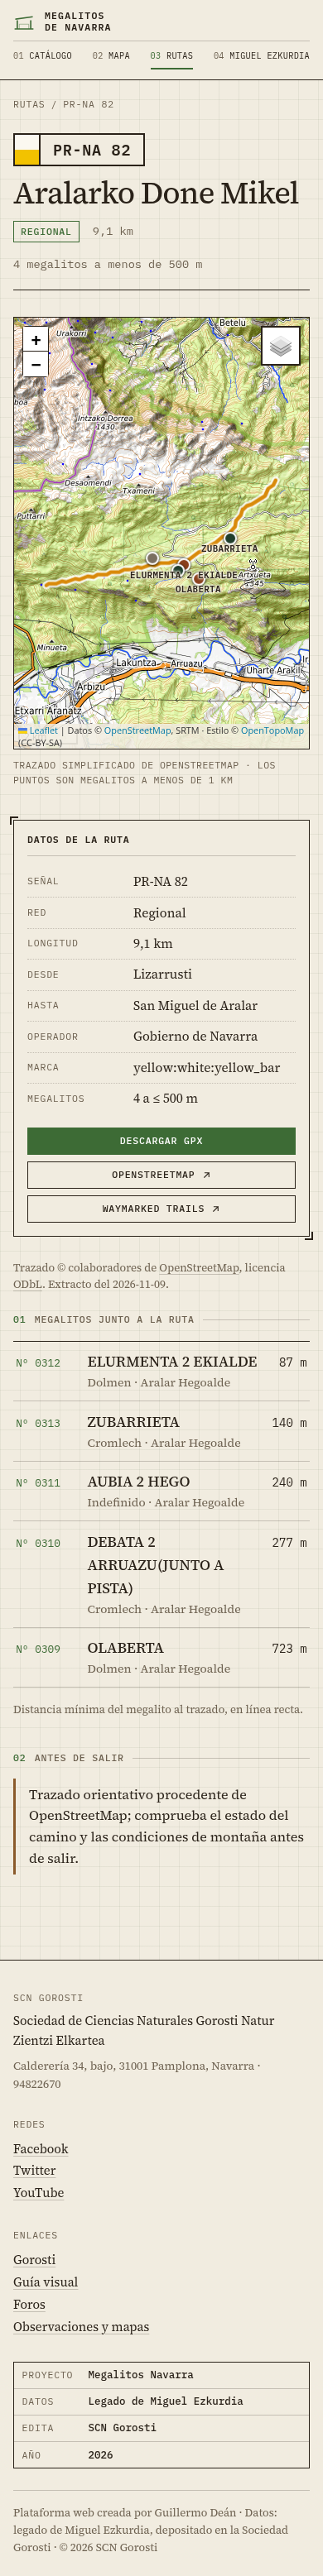 MEGALITOS
DE NAVARRA
01 CATÁLOGO 02 MAPA 03 RUTAS 04 MIGUEL EZKURDIA
RUTAS / PR-NA 82
PR-NA 82
Aralarko Done Mikel
REGIONAL 9,1 km
4 megalitos a menos de 500 m
+
−
Betelu
Urakorri
boa
Intzako Dorrea
1430
Desaomendi
Txameni
Puttarri
ZUBARRIETA
ELURMENTA 2 EKIALDE
Artxueta
1345
OLABERTA
Minueta
Lakuntza
Arruazu
Uharte Arakil
Arbizu
Etxarri Aranatz
Leaflet | Datos © OpenStreetMap, SRTM · Estilo © OpenTopoMap
(CC-BY-SA)
TRAZADO SIMPLIFICADO DE OPENSTREETMAP · LOS
PUNTOS SON MEGALITOS A MENOS DE 1 KM
DATOS DE LA RUTA
SEÑAL PR-NA 82
RED Regional
LONGITUD 9,1 km
DESDE Lizarrusti
HASTA San Miguel de Aralar
OPERADOR Gobierno de Navarra
MARCA yellow:white:yellow_bar
MEGALITOS 4 a ≤ 500 m
DESCARGAR GPX
OPENSTREETMAP ↗
WAYMARKED TRAILS ↗
Trazado © colaboradores de OpenStreetMap, licencia
ODbL. Extracto del 2026-11-09.
01 MEGALITOS JUNTO A LA RUTA
Nº 0312 ELURMENTA 2 EKIALDE 87 m
Dolmen · Aralar Hegoalde
Nº 0313 ZUBARRIETA 140 m
Cromlech · Aralar Hegoalde
Nº 0311 AUBIA 2 HEGO 240 m
Indefinido · Aralar Hegoalde
Nº 0310 DEBATA 2 277 m
ARRUAZU(JUNTO A
PISTA)
Cromlech · Aralar Hegoalde
Nº 0309 OLABERTA 723 m
Dolmen · Aralar Hegoalde
Distancia mínima del megalito al trazado, en línea recta.
02 ANTES DE SALIR
Trazado orientativo procedente de
OpenStreetMap; comprueba el estado del
camino y las condiciones de montaña antes
de salir.
SCN GOROSTI
Sociedad de Ciencias Naturales Gorosti Natur
Zientzi Elkartea
Calderería 34, bajo, 31001 Pamplona, Navarra ·
94822670
REDES
Facebook
Twitter
YouTube
ENLACES
Gorosti
Guía visual
Foros
Observaciones y mapas
PROYECTO Megalitos Navarra
DATOS Legado de Miguel Ezkurdia
EDITA SCN Gorosti
AÑO 2026
Plataforma web creada por Guillermo Deán · Datos:
legado de Miguel Ezkurdia, depositado en la Sociedad
Gorosti · © 2026 SCN Gorosti